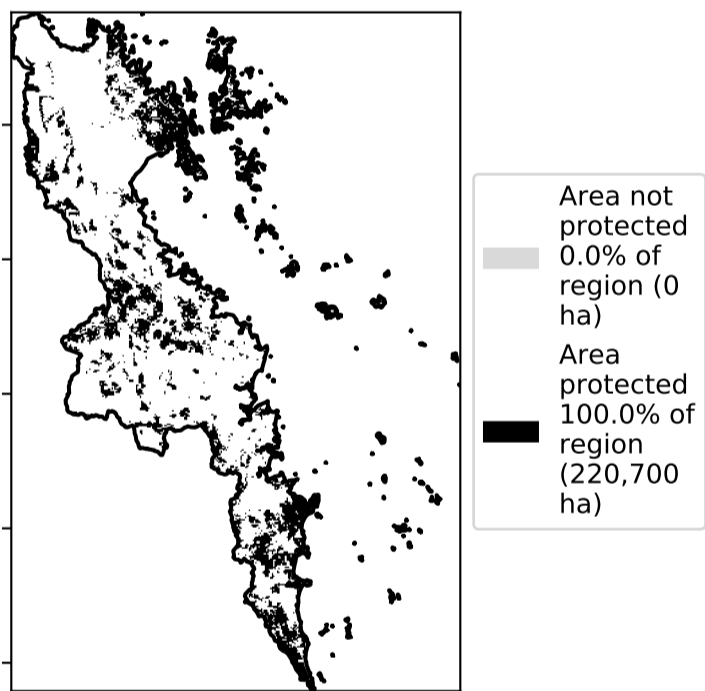 Area not
protected
0.0% of
region (0
ha)
Area
protected
100.0% of
region
(220,700
ha)